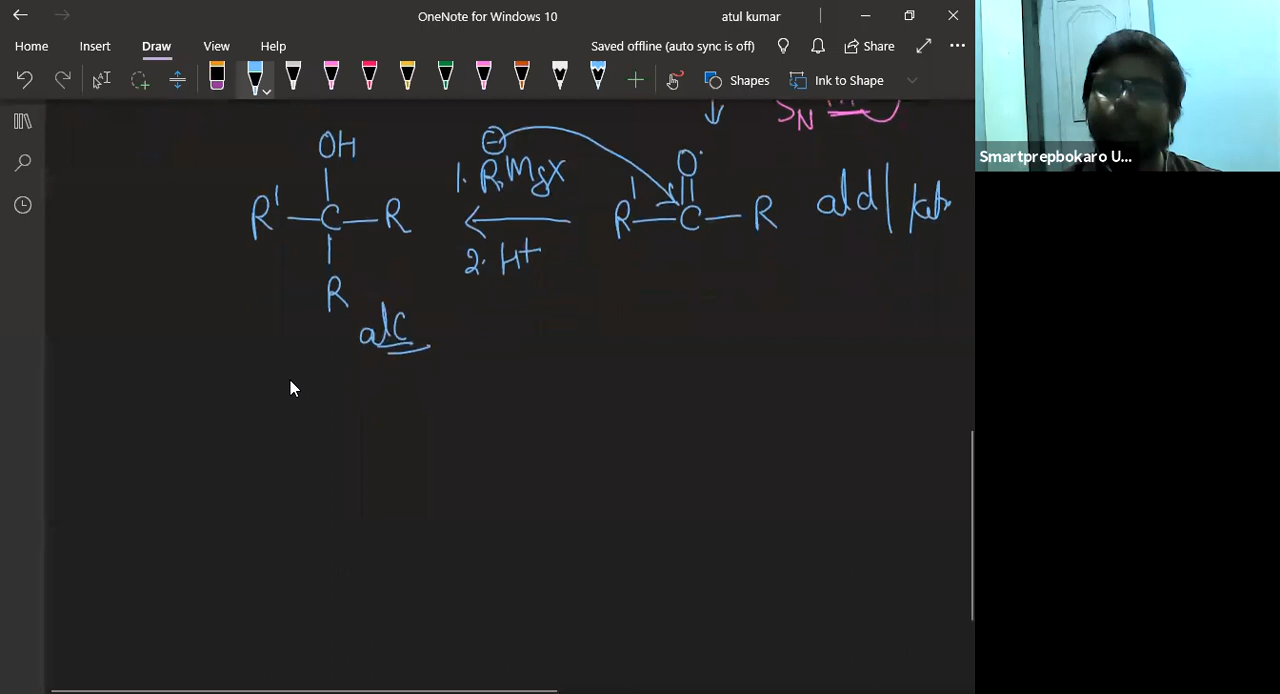 OneNote for Windows 10
atul kumar
Home Insert Draw View Help
Saved offline (auto sync is off)
Share
Shapes
Ink to Shape
SN
OH
R' C R
R
alc
1. RMgX
2. H+
O
R' C R
ald/
Smartprepbokaro U...